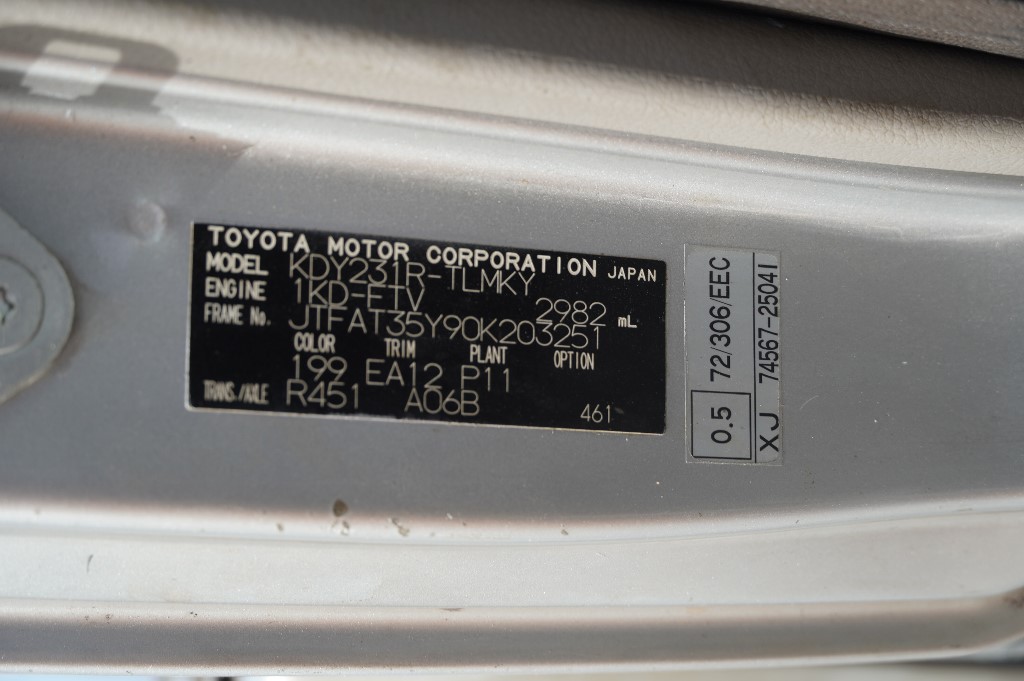 TOYOTA MOTOR CORPORATION JAPAN
MODEL KDY231R-TLMKY
ENGINE 1KD-FTV 2982 mL
FRAME No. JTFAT35Y90K203251
COLOR TRIM PLANT OPTION
199 EA12 P11
TRANS./AXLE R451 A06B 461
0.5 72/306/EEC
XJ 74567-25041